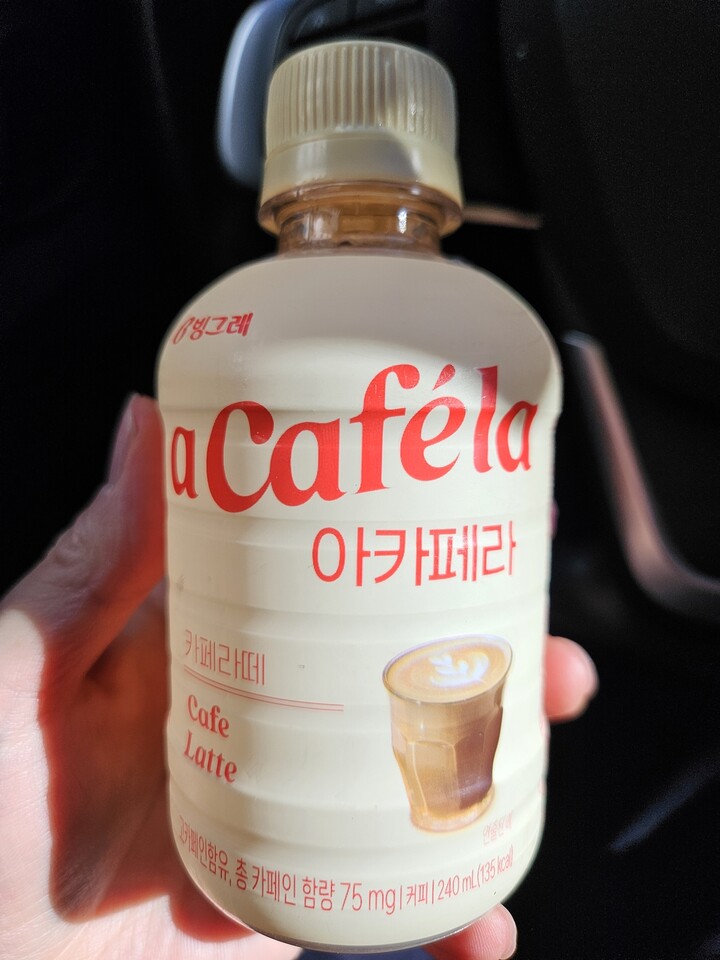 빙그레
aCaféla
아카페라
카페라떼
Cafe
Latte
고카페인함유, 총 카페인 함량 75 mg | 커피 | 240 mL(135 kcal)